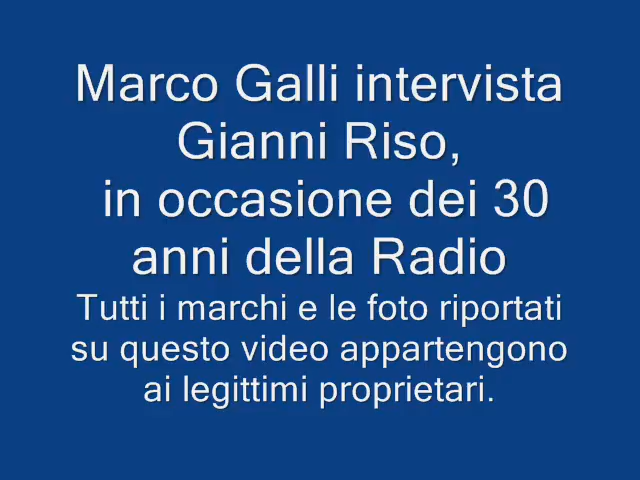 Marco Galli intervista
Gianni Riso,
in occasione dei 30
anni della Radio
Tutti i marchi e le foto riportati
su questo video appartengono
ai legittimi proprietari.